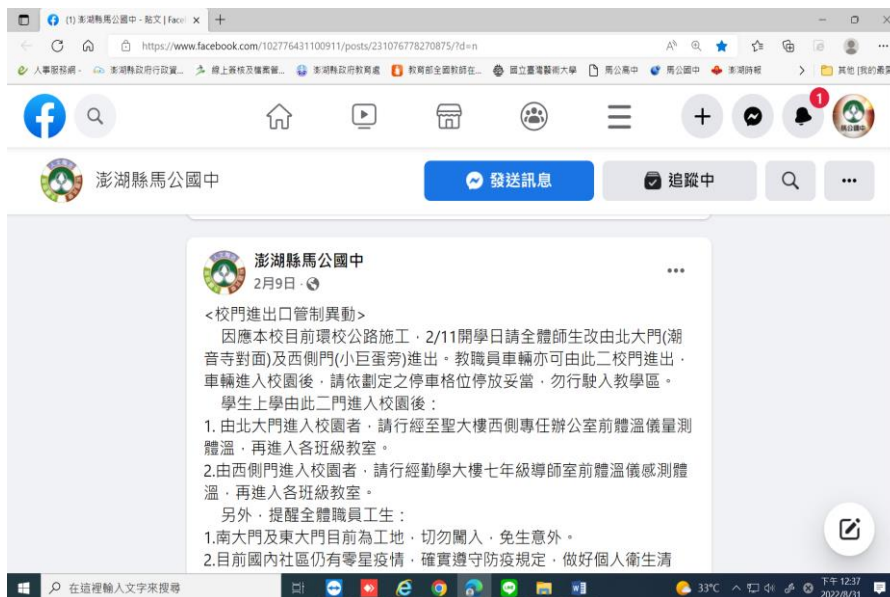 (1) 澎湖縣馬公國中 - 貼文 | Facel
https://www.facebook.com/102776431100911/posts/231076778270875/?d=n
人事服務網 - 澎湖縣政府行政資... 線上簽核及檔案管... 澎湖縣政府教育處 教育部全國教師在... 國立臺灣藝術大學 馬公高中 馬公國中 澎湖時報 其他 [我的最愛
1
澎湖縣馬公國中 發送訊息 追蹤中
澎湖縣馬公國中
2月9日
<校門進出口管制異動>
因應本校目前環校公路施工，2/11開學日請全體師生改由北大門(潮
音寺對面)及西側門(小巨蛋旁)進出。教職員車輛亦可由此二校門進出，
車輛進入校園後，請依劃定之停車格位停放妥當，勿行駛入教學區。
學生上學由此二門進入校園後：
1. 由北大門進入校園者，請行經至聖大樓西側專任辦公室前體溫儀量測
體溫，再進入各班級教室。
2.由西側門進入校園者，請行經勤學大樓七年級導師室前體溫儀感測體
溫，再進入各班級教室。
另外，提醒全體職員工生：
1.南大門及東大門目前為工地，切勿闖入，免生意外。
2.目前國內社區仍有零星疫情，確實遵守防疫規定，做好個人衛生清
在這裡輸入文字來搜尋 33°C 下午 12:37
2022/8/31